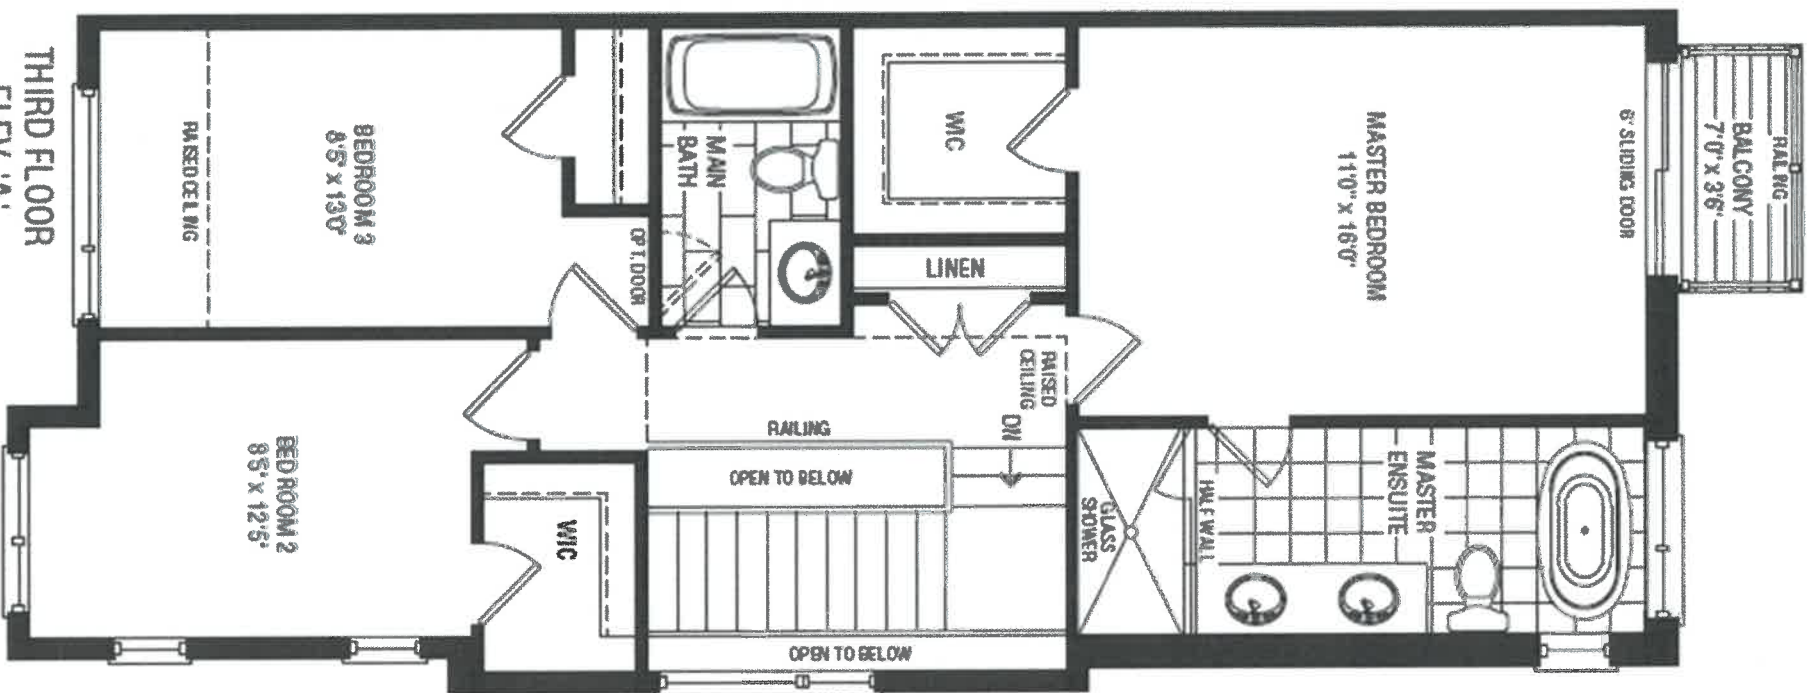 RAILING
BALCONY
7'0" x 3'6"
6' SLIDING DOOR
MASTER BEDROOM
11'0" x 16'0"
WIC
LINEN
MAIN
BATH
OPT. DOOR
BEDROOM 3
8'5" x 13'0"
RAISED CEILING
RAISED
CEILING
DN
RAILING
OPEN TO BELOW
OPEN TO BELOW
MASTER
ENSUITE
HALF WALL
GLASS
SHOWER
WIC
BEDROOM 2
8'5" x 12'5"
THIRD FLOOR
ELEV. 'A'